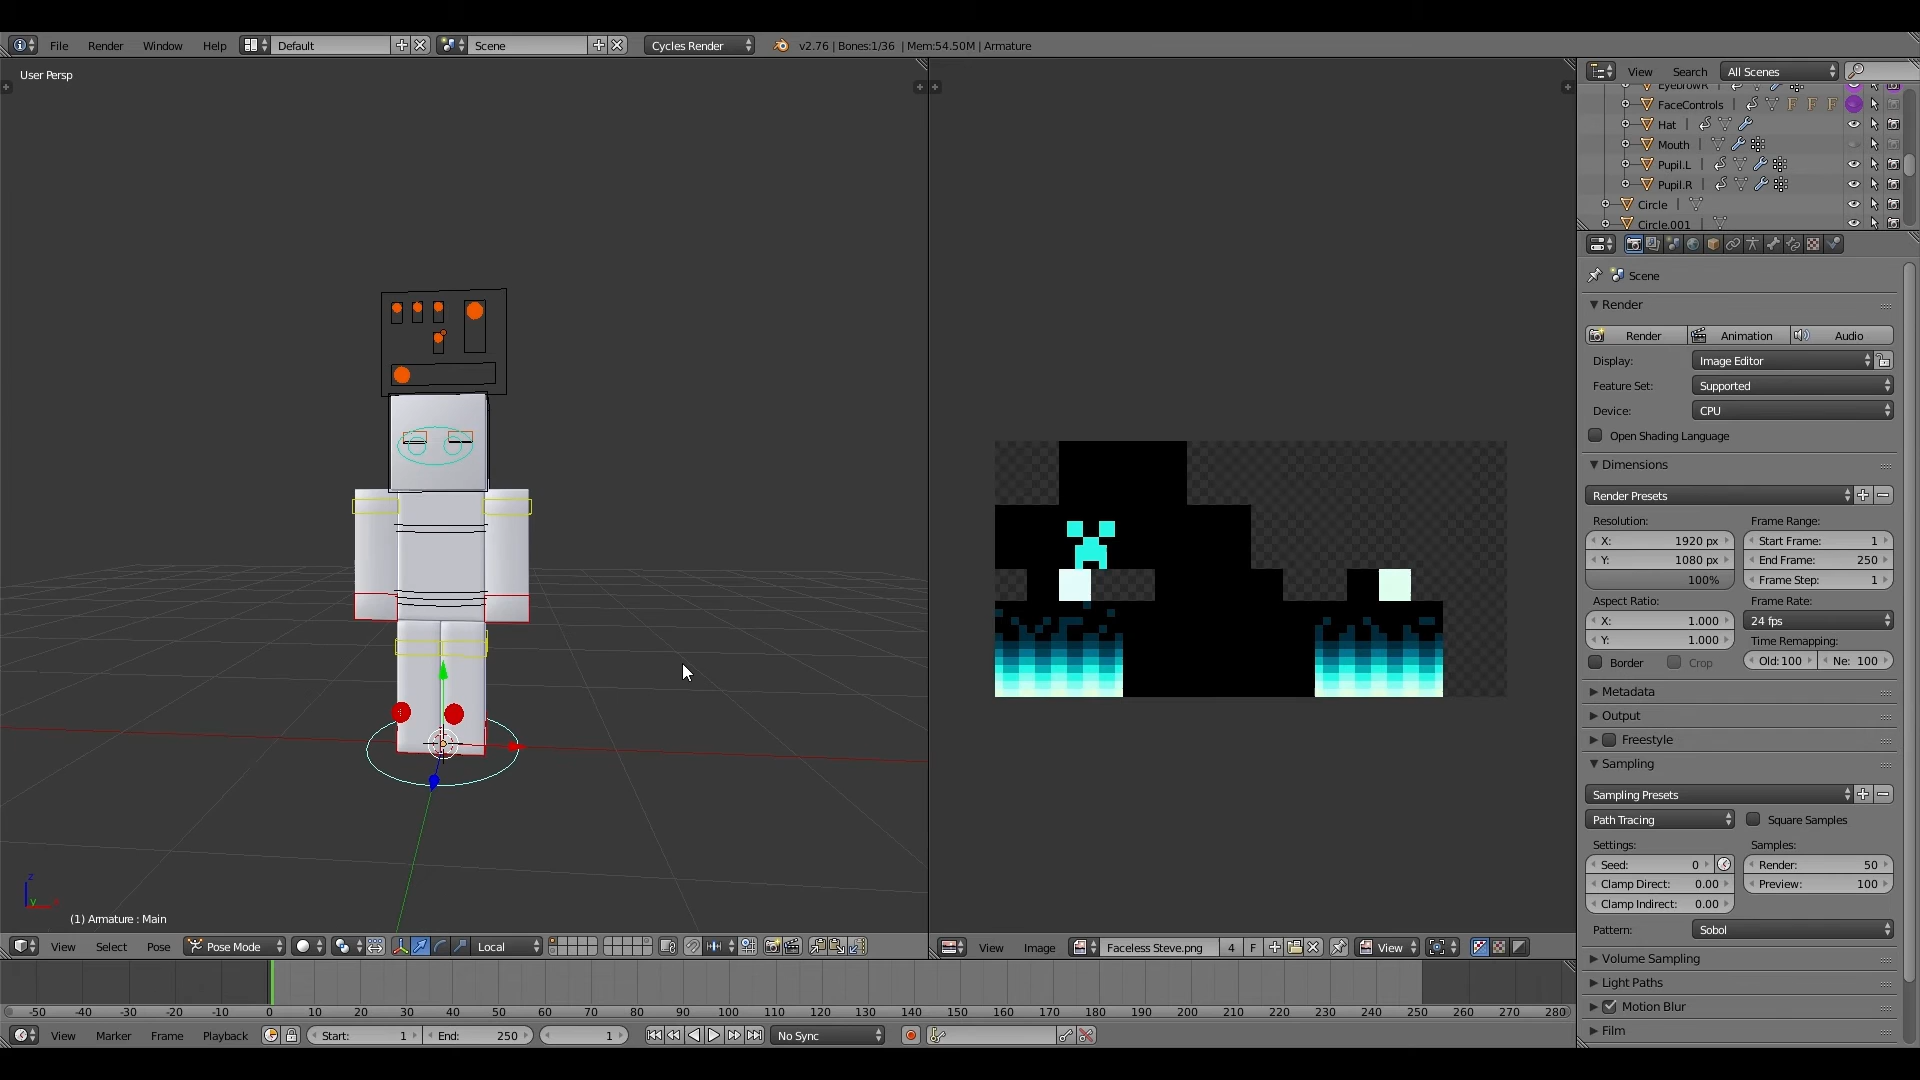 File Render Window Help Default Scene Cycles Render v2.76 | Bones:1/36 | Mem:54.50M | Armature
User Persp
(1) Armature : Main
View Select Pose Pose Mode Local
View Image Faceless Steve.png 4 F View
-50 -40 -30 -20 -10 0 10 20 30 40 50 60 70 80 90 100 110 120 130 140 150 160 170 180 190 200 210 220 230 240 250 260 270 280
View Marker Frame Playback Start: 1 End: 250 1 No Sync
View Search All Scenes
EyebrowR
FaceControls
Hat
Mouth
Pupil.L
Pupil.R
Circle
Circle.001
Scene
Render
Render Animation Audio
Display: Image Editor
Feature Set: Supported
Device: CPU
Open Shading Language
Dimensions
Render Presets
Resolution: Frame Range:
X: 1920 px Start Frame: 1
Y: 1080 px End Frame: 250
100% Frame Step: 1
Aspect Ratio: Frame Rate:
X: 1.000 24 fps
Y: 1.000 Time Remapping:
Border Crop Old:100 Ne: 100
Metadata
Output
Freestyle
Sampling
Sampling Presets
Path Tracing Square Samples
Settings: Samples:
Seed: 0 Render: 50
Clamp Direct: 0.00 Preview: 100
Clamp Indirect: 0.00
Pattern: Sobol
Volume Sampling
Light Paths
Motion Blur
Film